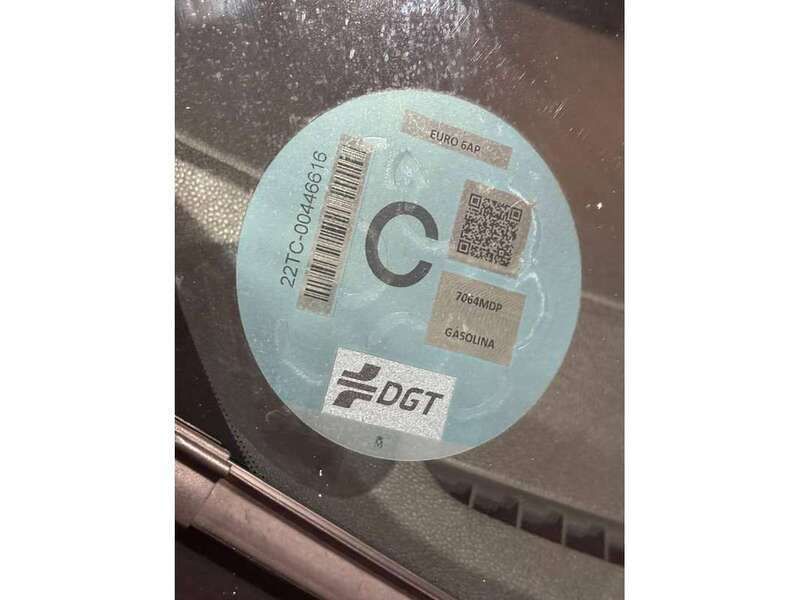 EURO 6AP
22TC-00446616
C
7064MDP
GASOLINA
DGT